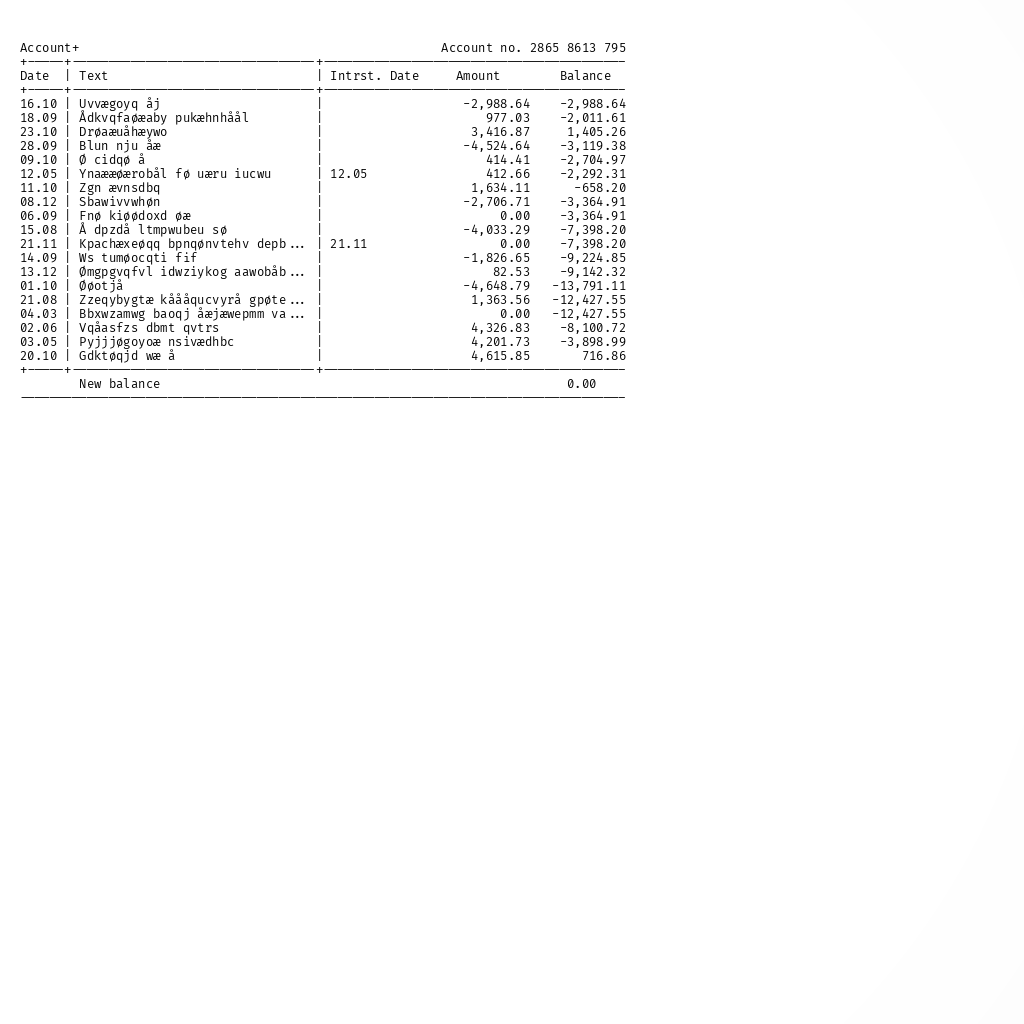 Account+ Account no. 2865 8613 795
Date | Text | Intrst. Date Amount Balance
16.10 | Uvvægoyq åj | -2,988.64 -2,988.64
18.09 | Ådkvqfaøæaby pukæhnhåål | 977.03 -2,011.61
23.10 | Drøaæuåhæywo | 3,416.87 1,405.26
28.09 | Blun nju åæ | -4,524.64 -3,119.38
09.10 | Ø cidqø å | 414.41 -2,704.97
12.05 | Ynaææøærobål fø uæru iucwu | 12.05 412.66 -2,292.31
11.10 | Zgn ævnsdbq | 1,634.11 -658.20
08.12 | Sbawivvwhøn | -2,706.71 -3,364.91
06.09 | Fnø kiøødoxd øæ | 0.00 -3,364.91
15.08 | Å dpzdå ltmpwubeu sø | -4,033.29 -7,398.20
21.11 | Kpachæxeøqq bpnqønvtehv depb... | 21.11 0.00 -7,398.20
14.09 | Ws tumøocqti fif | -1,826.65 -9,224.85
13.12 | Ømgpgvqfvl idwziykog aawobåb... | 82.53 -9,142.32
01.10 | Øøotjå | -4,648.79 -13,791.11
21.08 | Zzeqybygtæ kåååqucvyrå gpøte... | 1,363.56 -12,427.55
04.03 | Bbxwzamwg baoqj åæjæwepmm va... | 0.00 -12,427.55
02.06 | Vqåasfzs dbmt qvtrs | 4,326.83 -8,100.72
03.05 | Pyjjjøgoyoæ nsivædhbc | 4,201.73 -3,898.99
20.10 | Gdktøqjd wæ å | 4,615.85 716.86
New balance 0.00